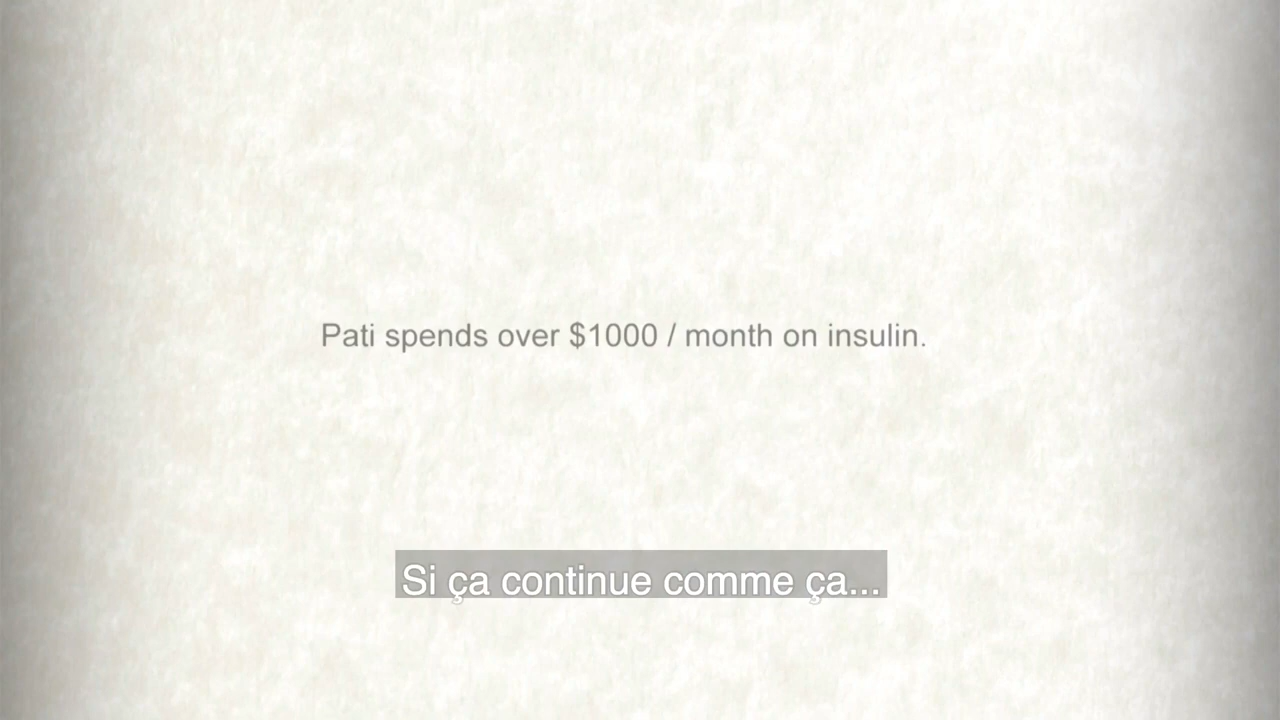 Pati spends over $1000 / month on insulin.
Si ça continue comme ça...